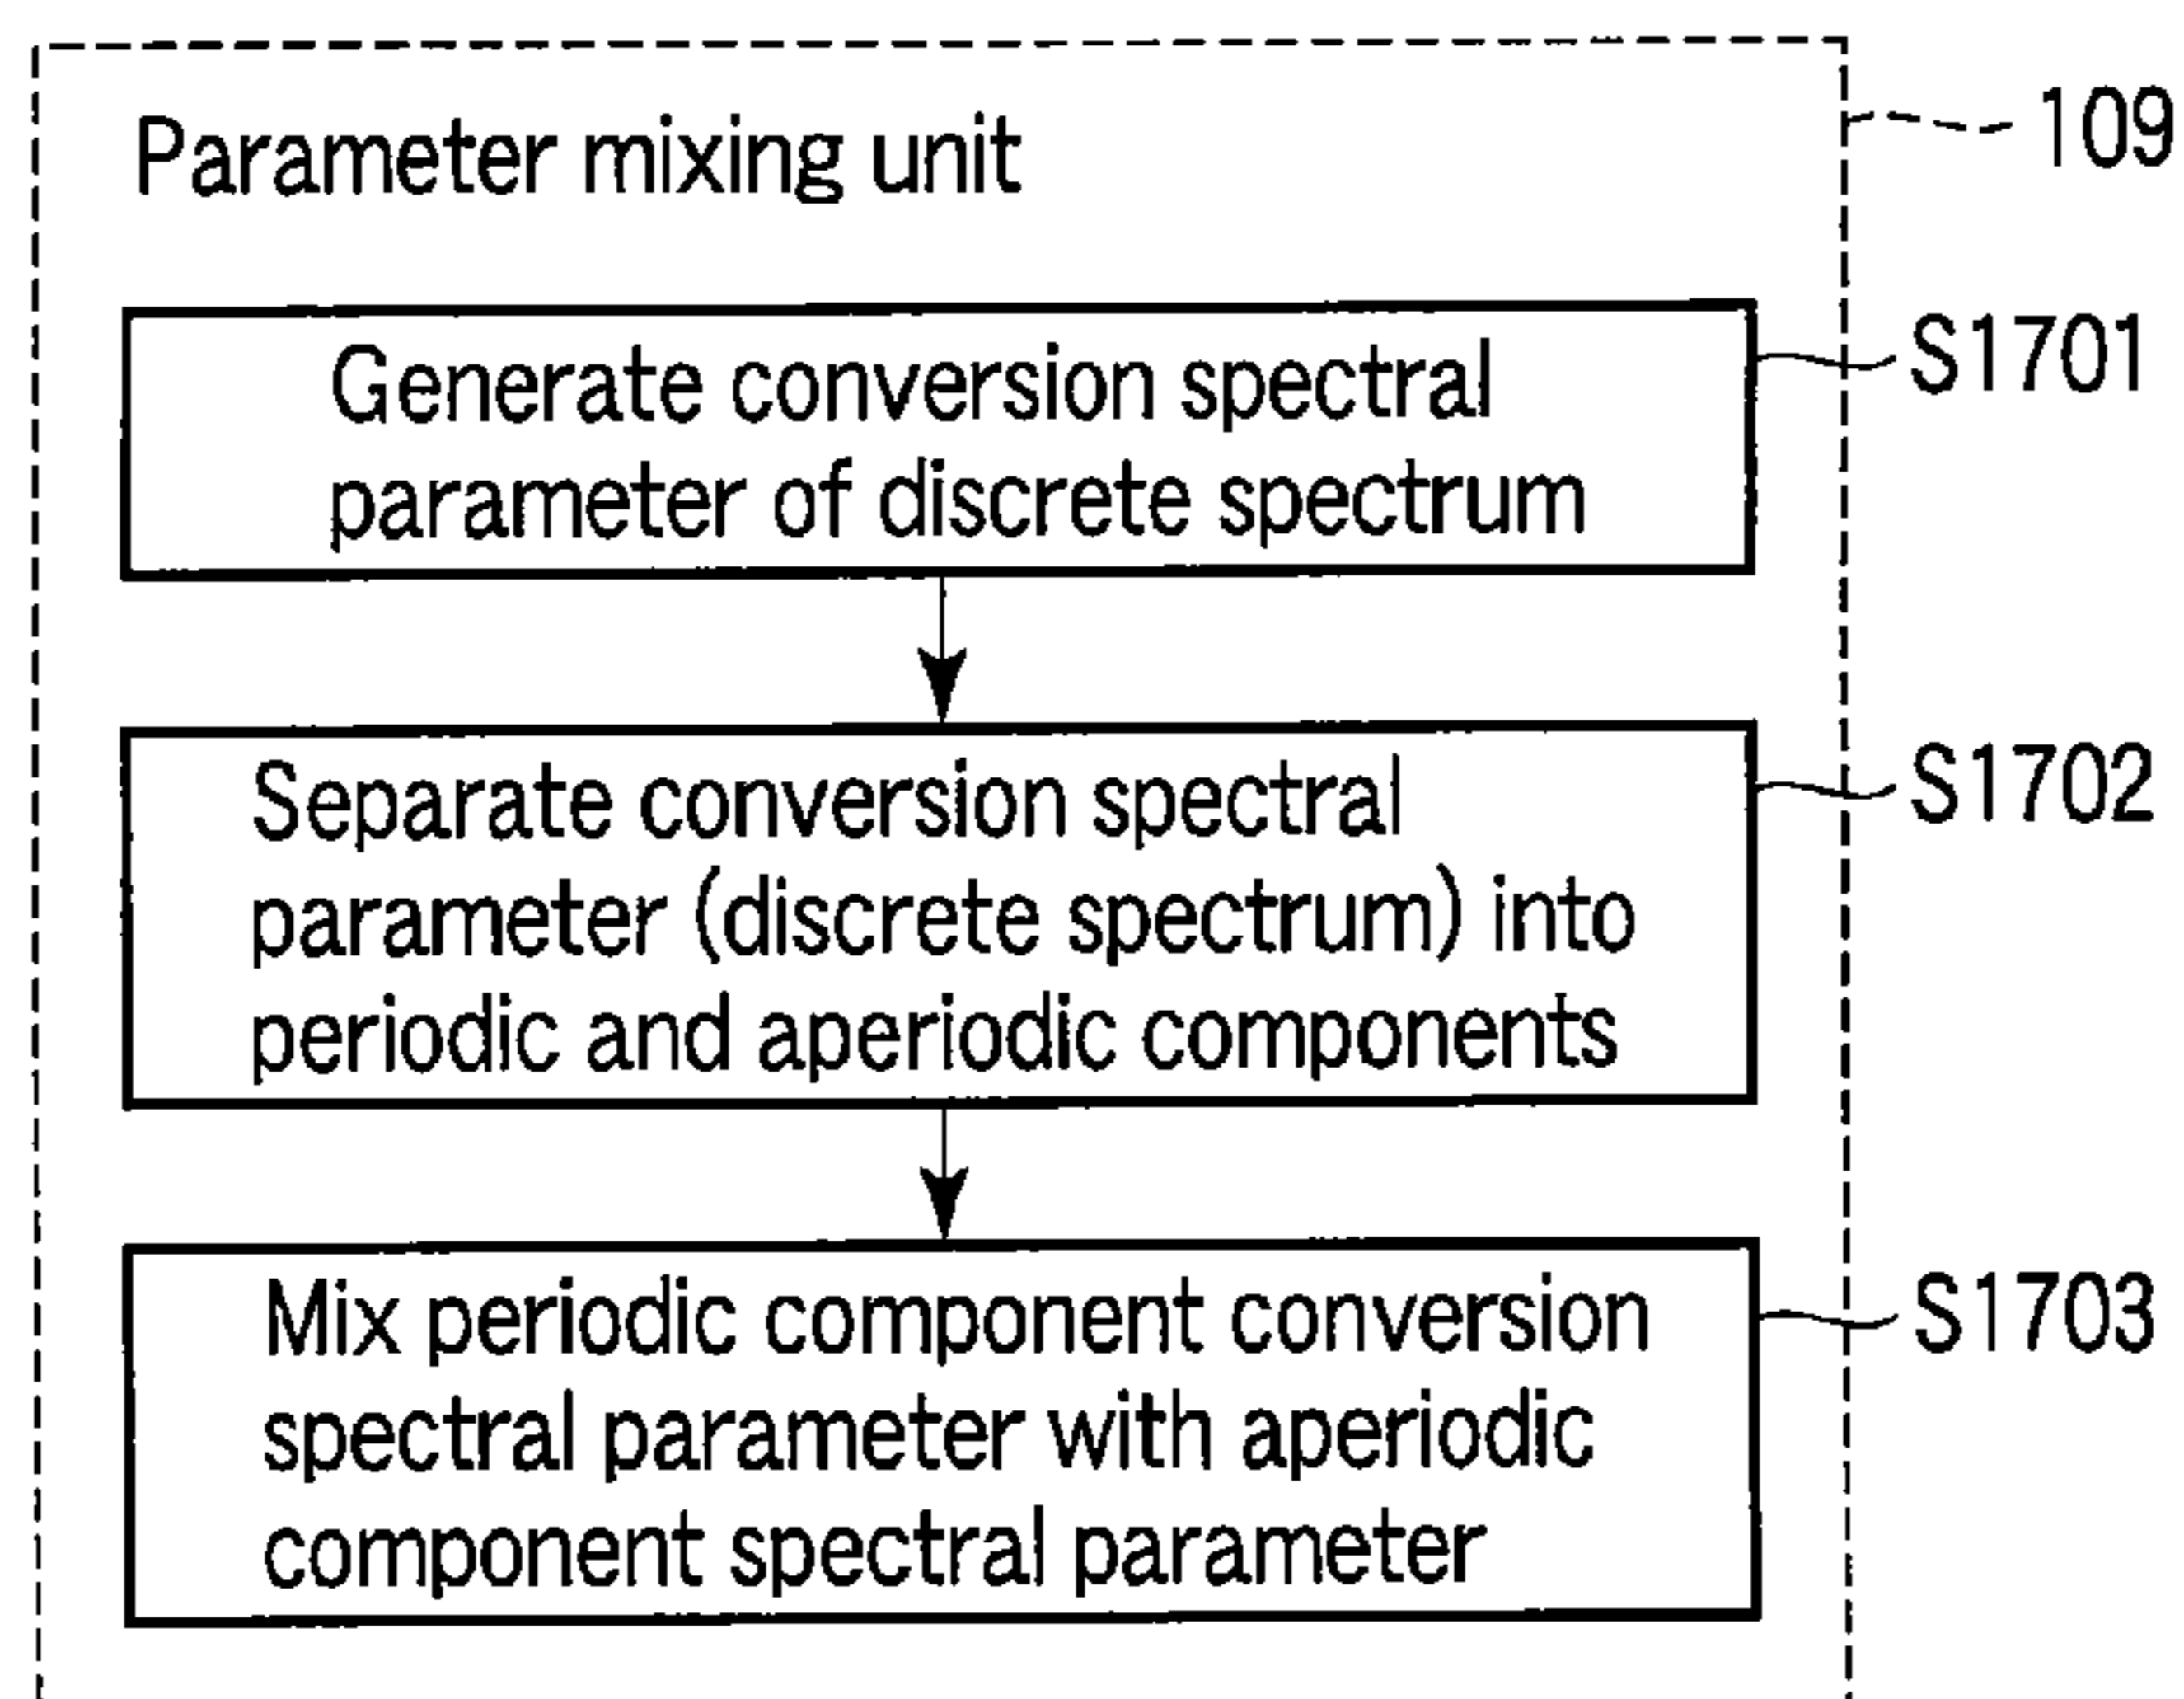 Parameter mixing unit
109
Generate conversion spectral
parameter of discrete spectrum
S1701
Separate conversion spectral
parameter (discrete spectrum) into
periodic and aperiodic components
S1702
Mix periodic component conversion
spectral parameter with aperiodic
component spectral parameter
S1703